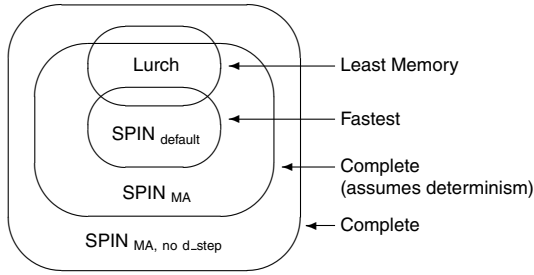 Lurch
Least Memory
SPIN default
Fastest
Complete
(assumes determinism)
SPIN MA
Complete
SPIN MA, no d_step